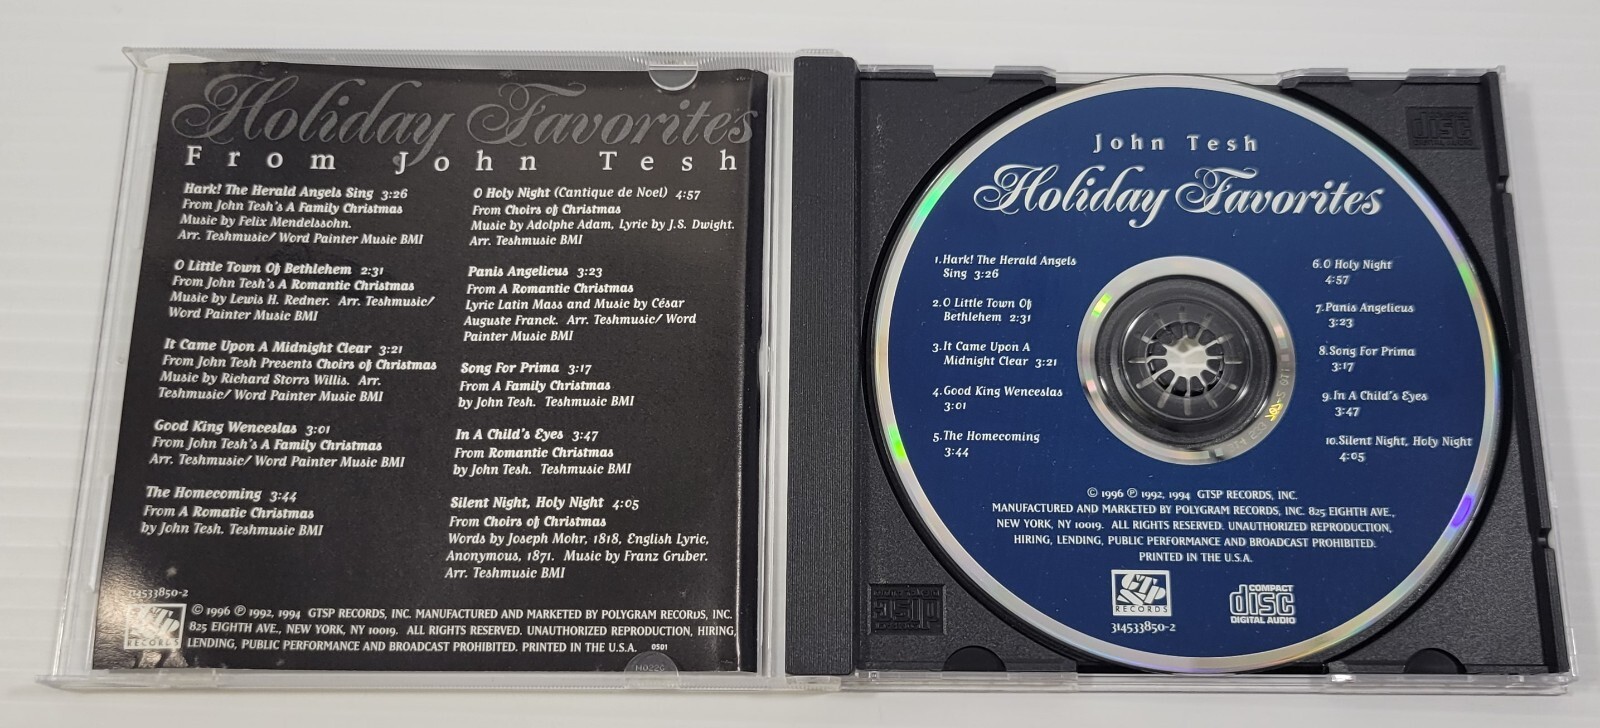 Holiday Favorites
From John Tesh
Hark! The Herald Angels Sing 3:26
From John Tesh's A Family Christmas
Music by Felix Mendelssohn.
Arr. Teshmusic/ Word Painter Music BMI
O Little Town Of Bethlehem 2:31
From John Tesh's A Romantic Christmas
Music by Lewis H. Redner. Arr. Teshmusic/
Word Painter Music BMI
It Came Upon A Midnight Clear 3:21
From John Tesh Presents Choirs of Christmas
Music by Richard Storrs Willis. Arr.
Teshmusic/ Word Painter Music BMI
Good King Wenceslas 3:01
From John Tesh's A Family Christmas
Arr. Teshmusic/ Word Painter Music BMI
The Homecoming 3:44
From A Romatic Christmas
by John Tesh. Teshmusic BMI
O Holy Night (Cantique de Noel) 4:57
From Choirs of Christmas
Music by Adolphe Adam, Lyric by J.S. Dwight.
Arr. Teshmusic BMI
Panis Angelicus 3:23
From A Romantic Christmas
Lyric Latin Mass and Music by César
Auguste Franck. Arr. Teshmusic/ Word
Painter Music BMI
Song For Prima 3:17
From A Family Christmas
by John Tesh. Teshmusic BMI
In A Child's Eyes 3:47
From Romantic Christmas
by John Tesh. Teshmusic BMI
Silent Night, Holy Night 4:05
From Choirs of Christmas
Words by Joseph Mohr, 1818, English Lyric,
Anonymous, 1871. Music by Franz Gruber.
Arr. Teshmusic BMI
314533850-2
GTSP
RECORDS
© 1996 ℗ 1992, 1994 GTSP RECORDS, INC. MANUFACTURED AND MARKETED BY POLYGRAM RECORDS, INC.
825 EIGHTH AVE., NEW YORK, NY 10019. ALL RIGHTS RESERVED. UNAUTHORIZED REPRODUCTION, HIRING,
LENDING, PUBLIC PERFORMANCE AND BROADCAST PROHIBITED. PRINTED IN THE U.S.A. 0501
John Tesh
Holiday Favorites
1.Hark! The Herald Angels
Sing 3:26
2.O Little Town Of
Bethlehem 2:31
3.It Came Upon A
Midnight Clear 3:21
4.Good King Wenceslas
3:01
5.The Homecoming
3:44
6.O Holy Night
4:57
7.Panis Angelicus
3:23
8.Song For Prima
3:17
9.In A Child's Eyes
3:47
10.Silent Night, Holy Night
4:05
© 1996 ℗ 1992, 1994 GTSP RECORDS, INC.
MANUFACTURED AND MARKETED BY POLYGRAM RECORDS, INC. 825 EIGHTH AVE.,
NEW YORK, NY 10019. ALL RIGHTS RESERVED. UNAUTHORIZED REPRODUCTION,
HIRING, LENDING, PUBLIC PERFORMANCE AND BROADCAST PROHIBITED.
PRINTED IN THE U.S.A.
GTSP
RECORDS
314533850-2
COMPACT
disc
DIGITAL AUDIO
disc